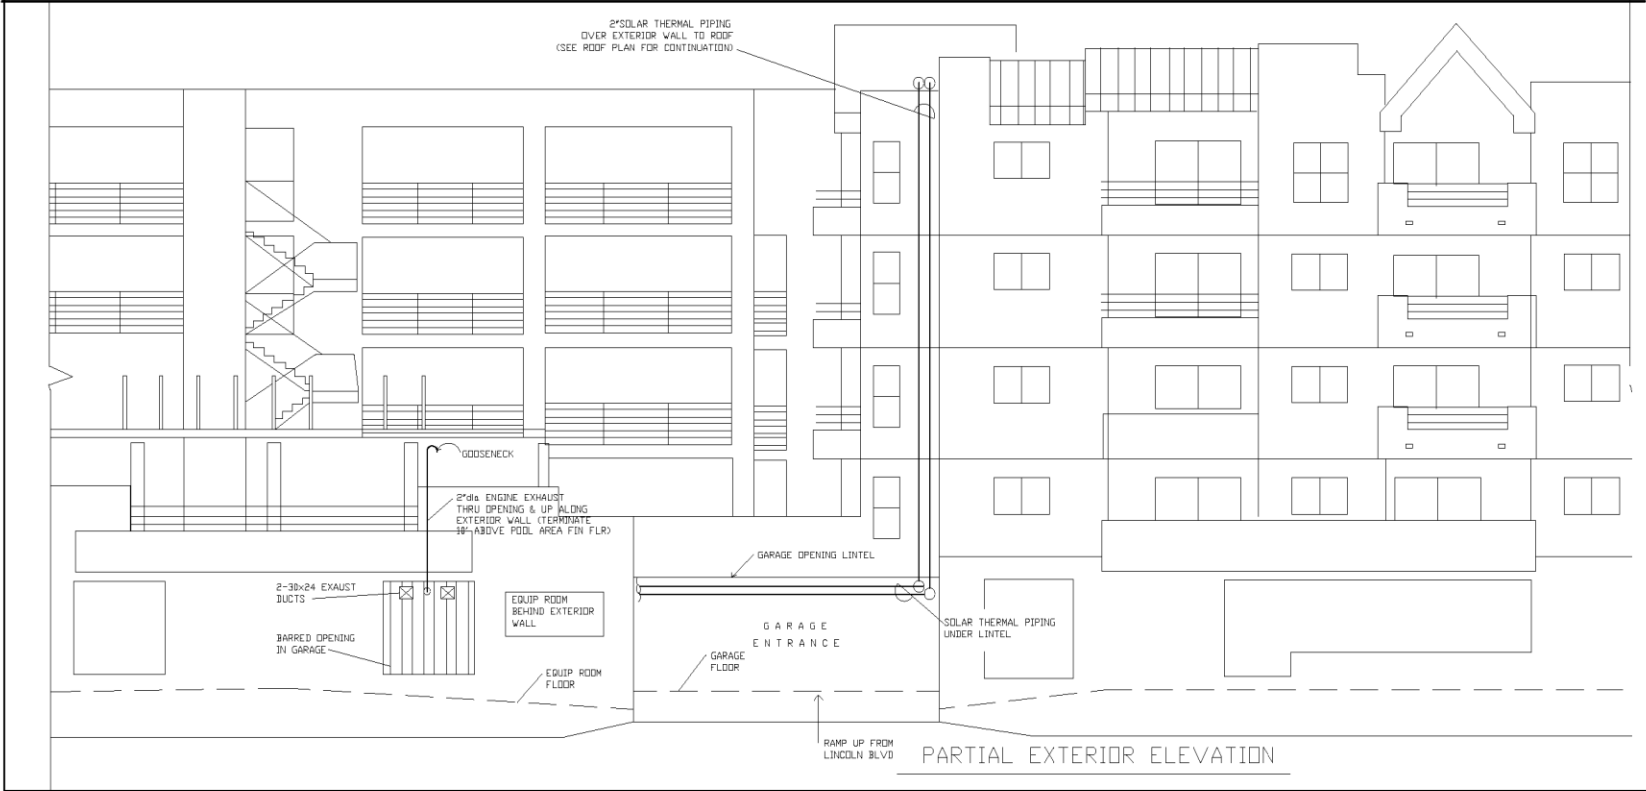 2"SOLAR THERMAL PIPING
OVER EXTERIOR WALL TO ROOF
(SEE ROOF PLAN FOR CONTINUATION)
GOOSENECK
2"dia ENGINE EXHAUST
THRU OPENING & UP ALONG
EXTERIOR WALL (TERMINATE
10' ABOVE POOL AREA FIN FLR)
GARAGE OPENING LINTEL
2-30x24 EXAUST
DUCTS
EQUIP ROOM
BEHIND EXTERIOR
WALL
BARRED OPENING
IN GARAGE
EQUIP ROOM
FLOOR
GARAGE
ENTRANCE
GARAGE
FLOOR
SOLAR THERMAL PIPING
UNDER LINTEL
RAMP UP FROM
LINCOLN BLVD
PARTIAL EXTERIOR ELEVATION